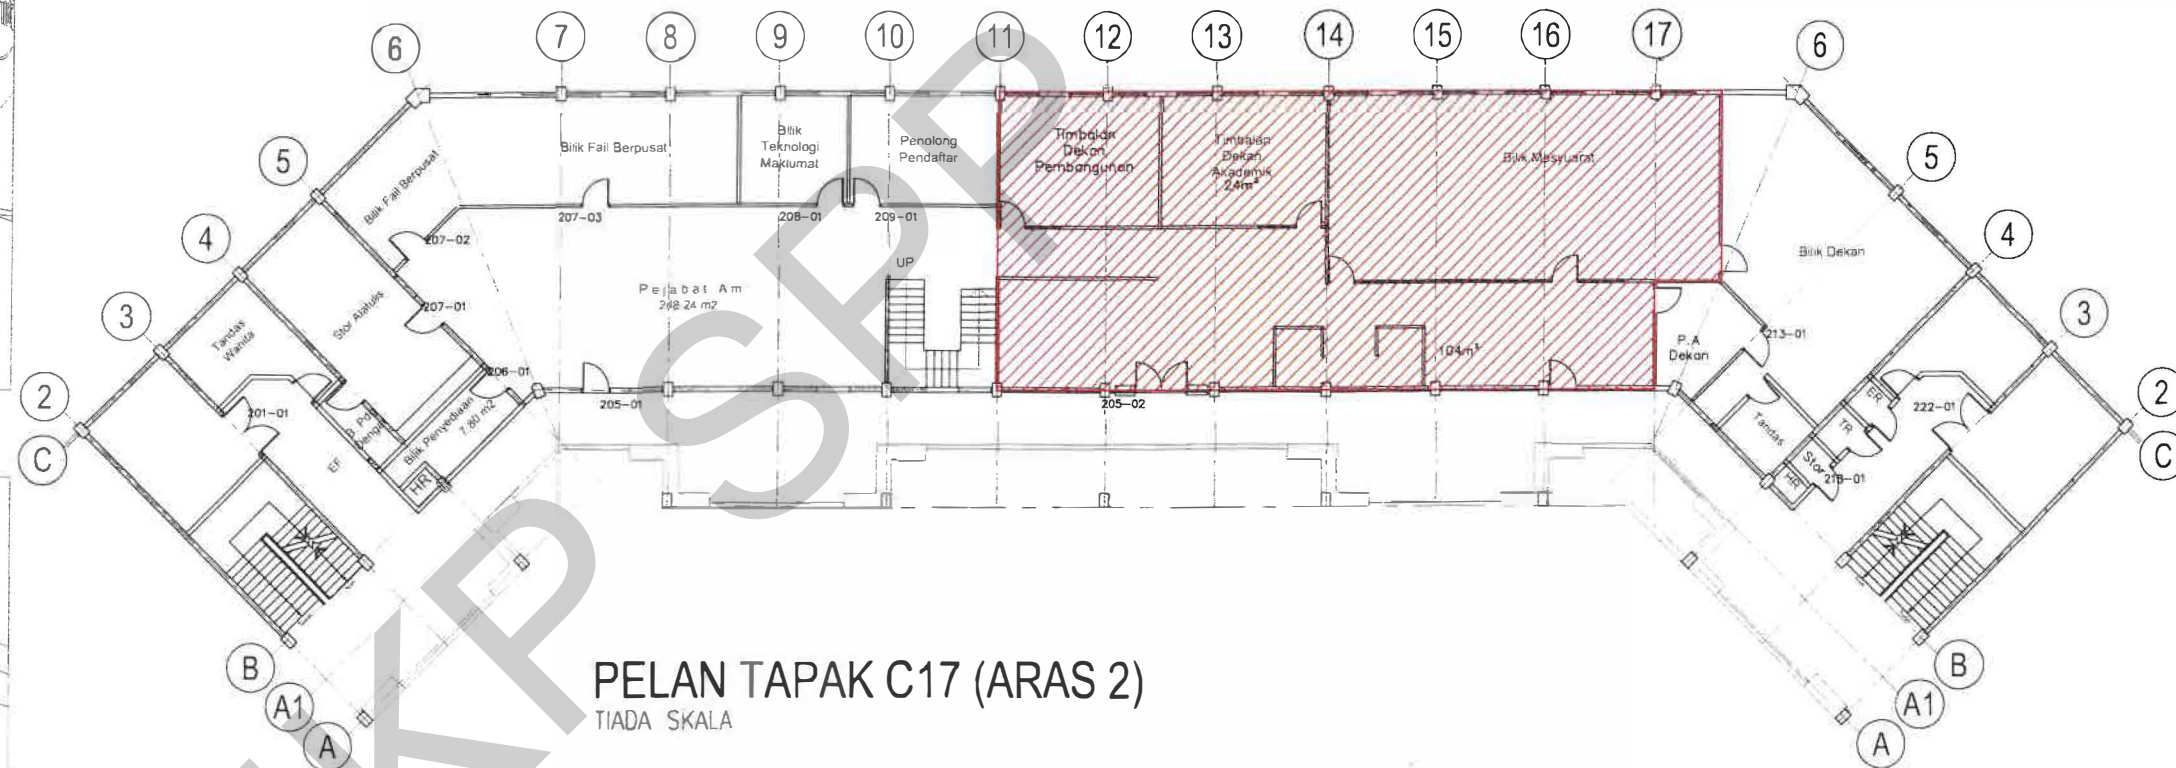 6
7
8
9
10
11
12
13
14
15
16
17
6
5
4
3
2
C
5
4
3
2
C
Bilik Fail Berpusat
Bilik Fail Berpusat
Bilik
Teknologi
Maklumat
Penolong
Pendaftar
Timbalan
Dekan
Pembangunan
Timbalan
Dekan
Akademik
24m²
Bilik Mesyuarat
Bilik Dekan
207-03
208-01
209-01
207-02
207-01
206-01
UP
Pejabat Am
268.24 m2
Stor Alatulis
Tandas
Wanita
201-01
EF
Bilik Penyediaan
7.80 m2
HR
205-01
205-02
104m²
P.A
Dekan
213-01
Tandas
ER
TR
Stor
HR
222-01
B
A1
A
B
A1
A
PELAN TAPAK C17 (ARAS 2)
TIADA SKALA
KP SPP